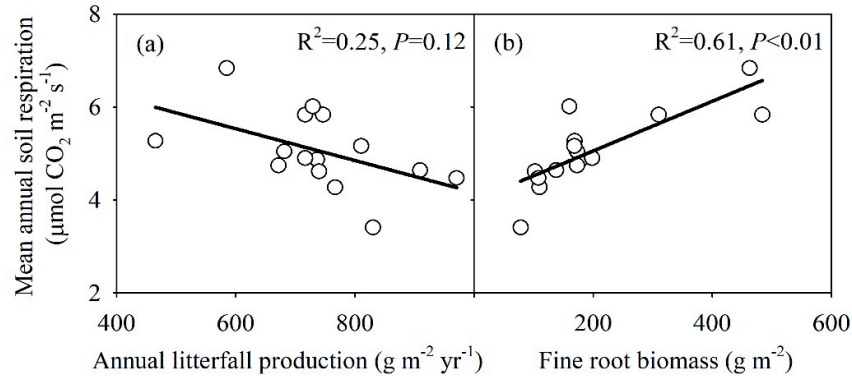 (a)
R²=0.25, P=0.12
(b)
R²=0.61, P<0.01
Mean annual soil respiration
(μmol CO₂ m⁻² s⁻¹)
8
6
4
2
400
600
800
200
400
600
Annual litterfall production (g m⁻² yr⁻¹)
Fine root biomass (g m⁻²)